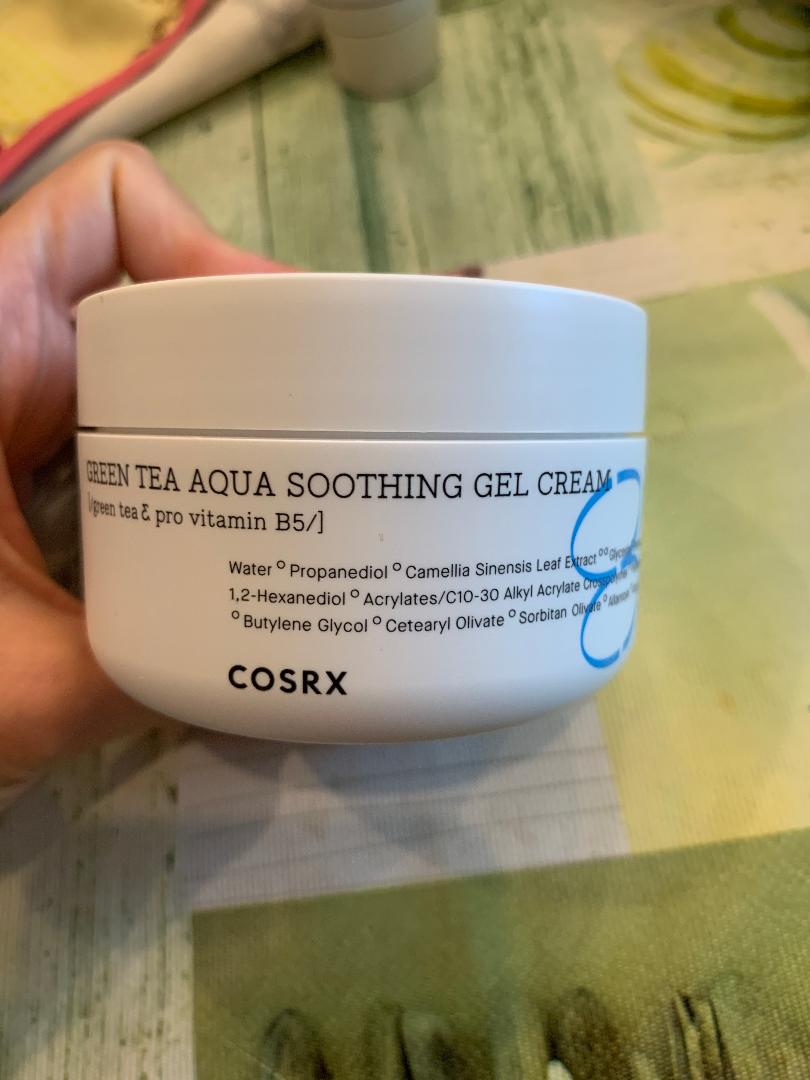 GREEN TEA AQUA SOOTHING GEL CREAM
[/green tea & pro vitamin B5/]
Water ° Propanediol ° Camellia Sinensis Leaf Extract °°
1,2-Hexanediol ° Acrylates/C10-30 Alkyl Acrylate Crosspolymer
° Butylene Glycol ° Cetearyl Olivate ° Sorbitan Olivate °
COSRX